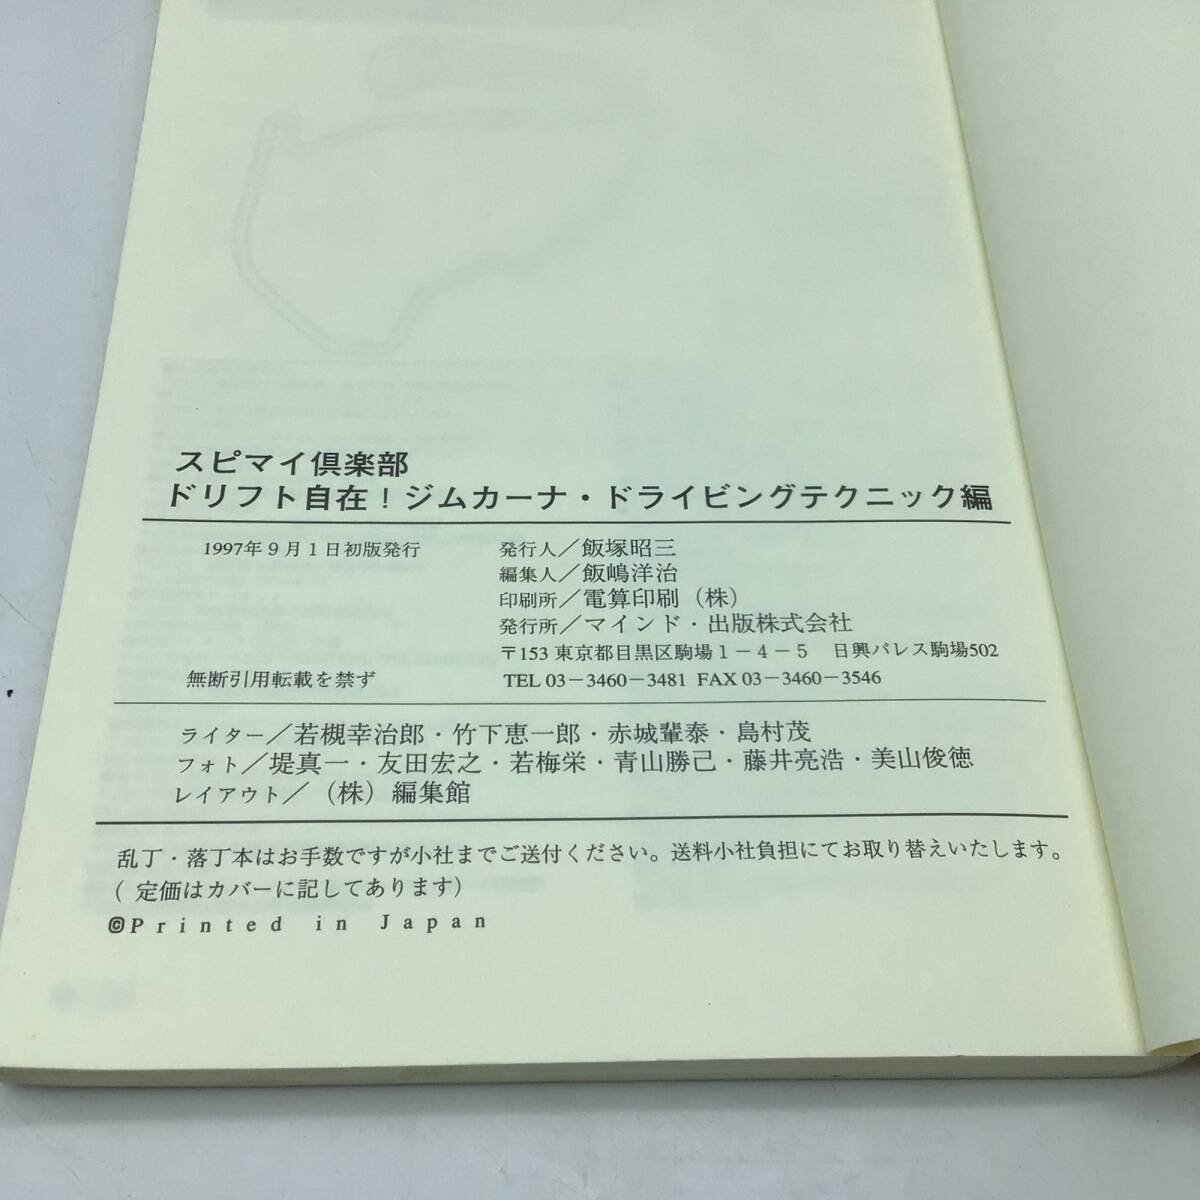 スピマイ倶楽部
ドリフト自在！ジムカーナ・ドライビングテクニック編
1997年9月1日初版発行
発行人／飯塚昭三
編集人／飯嶋洋治
印刷所／電算印刷（株）
発行所／マインド・出版株式会社
〒153 東京都目黒区駒場1－4－5　日興パレス駒場502
無断引用転載を禁ず
TEL 03－3460－3481 FAX 03－3460－3546
ライター／若槻幸治郎・竹下恵一郎・赤城輩泰・島村茂
フォト／堤真一・友田宏之・若梅栄・青山勝己・藤井亮浩・美山俊徳
レイアウト／（株）編集館
乱丁・落丁本はお手数ですが小社までご送付ください。送料小社負担にてお取り替えいたします。
（定価はカバーに記してあります）
©Printed in Japan